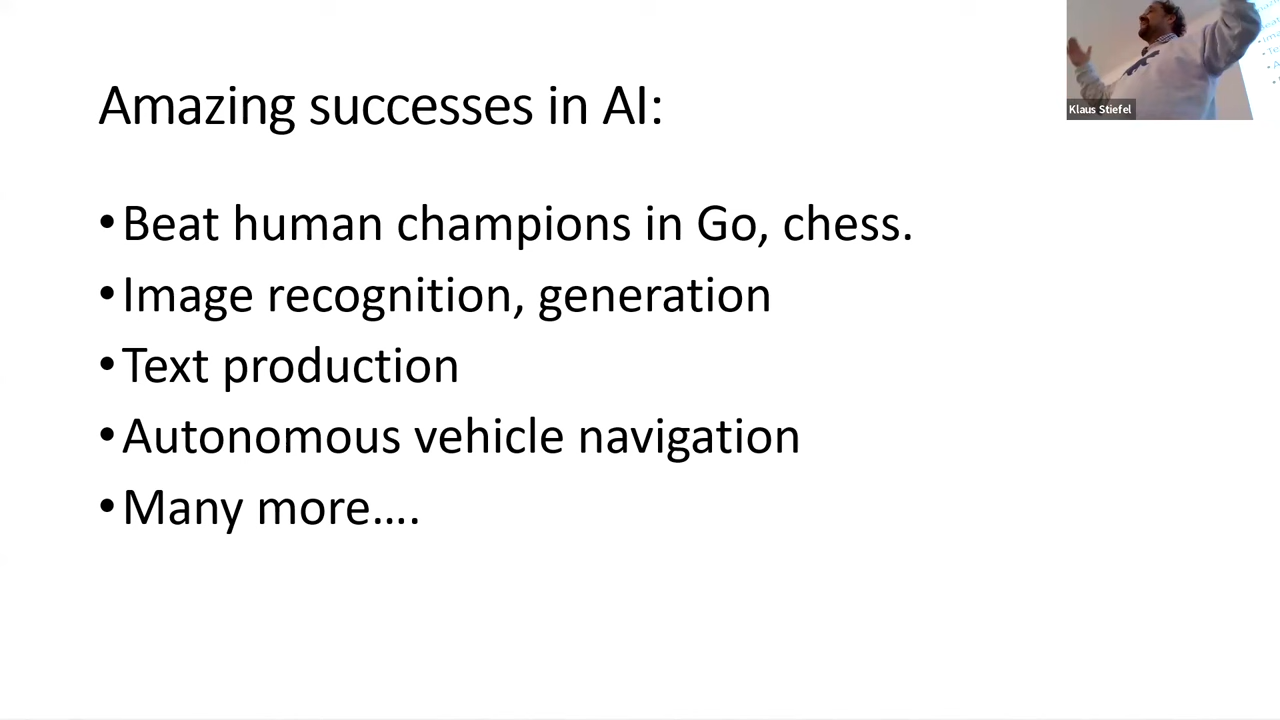 Amazing successes in AI:
• Beat human champions in Go, chess.
• Image recognition, generation
• Text production
• Autonomous vehicle navigation
• Many more....
Klaus Stiefel